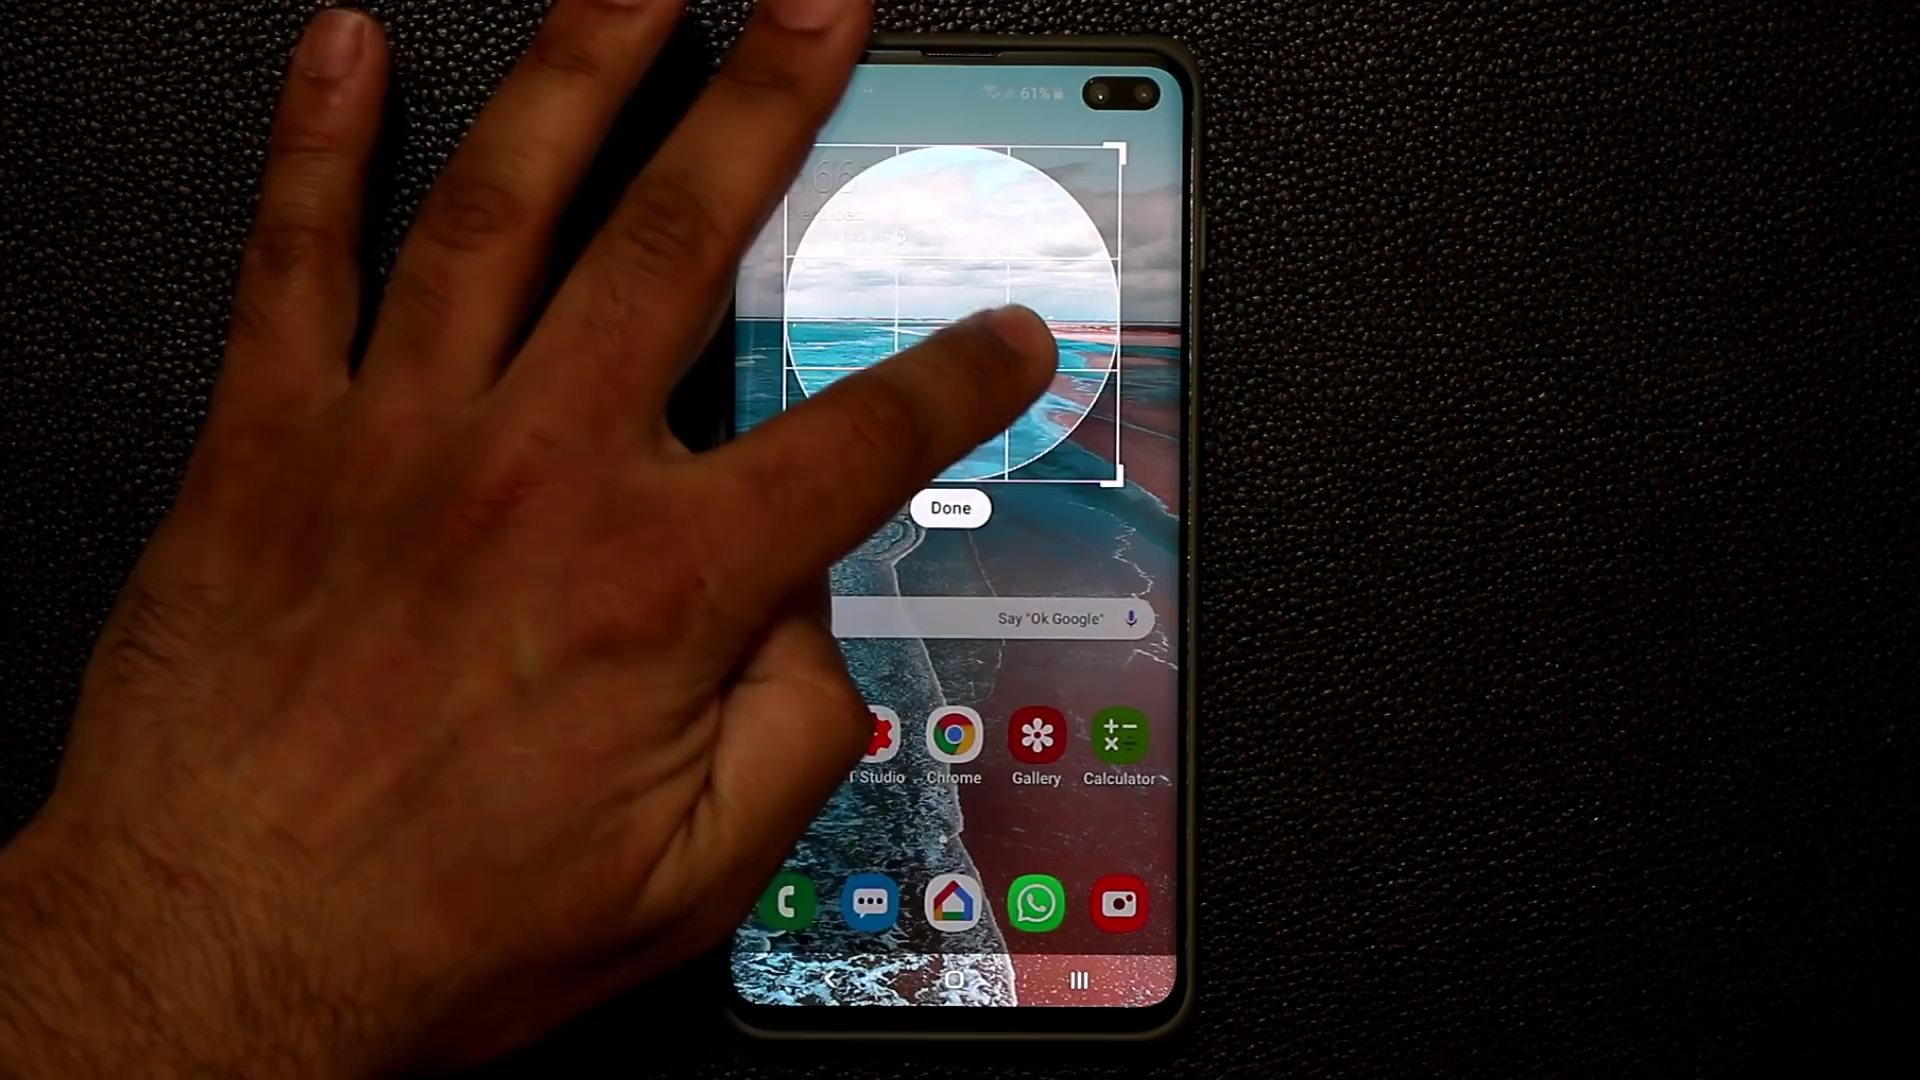 61%
Done
Say "Ok Google"
Studio
Chrome
Gallery
Calculator